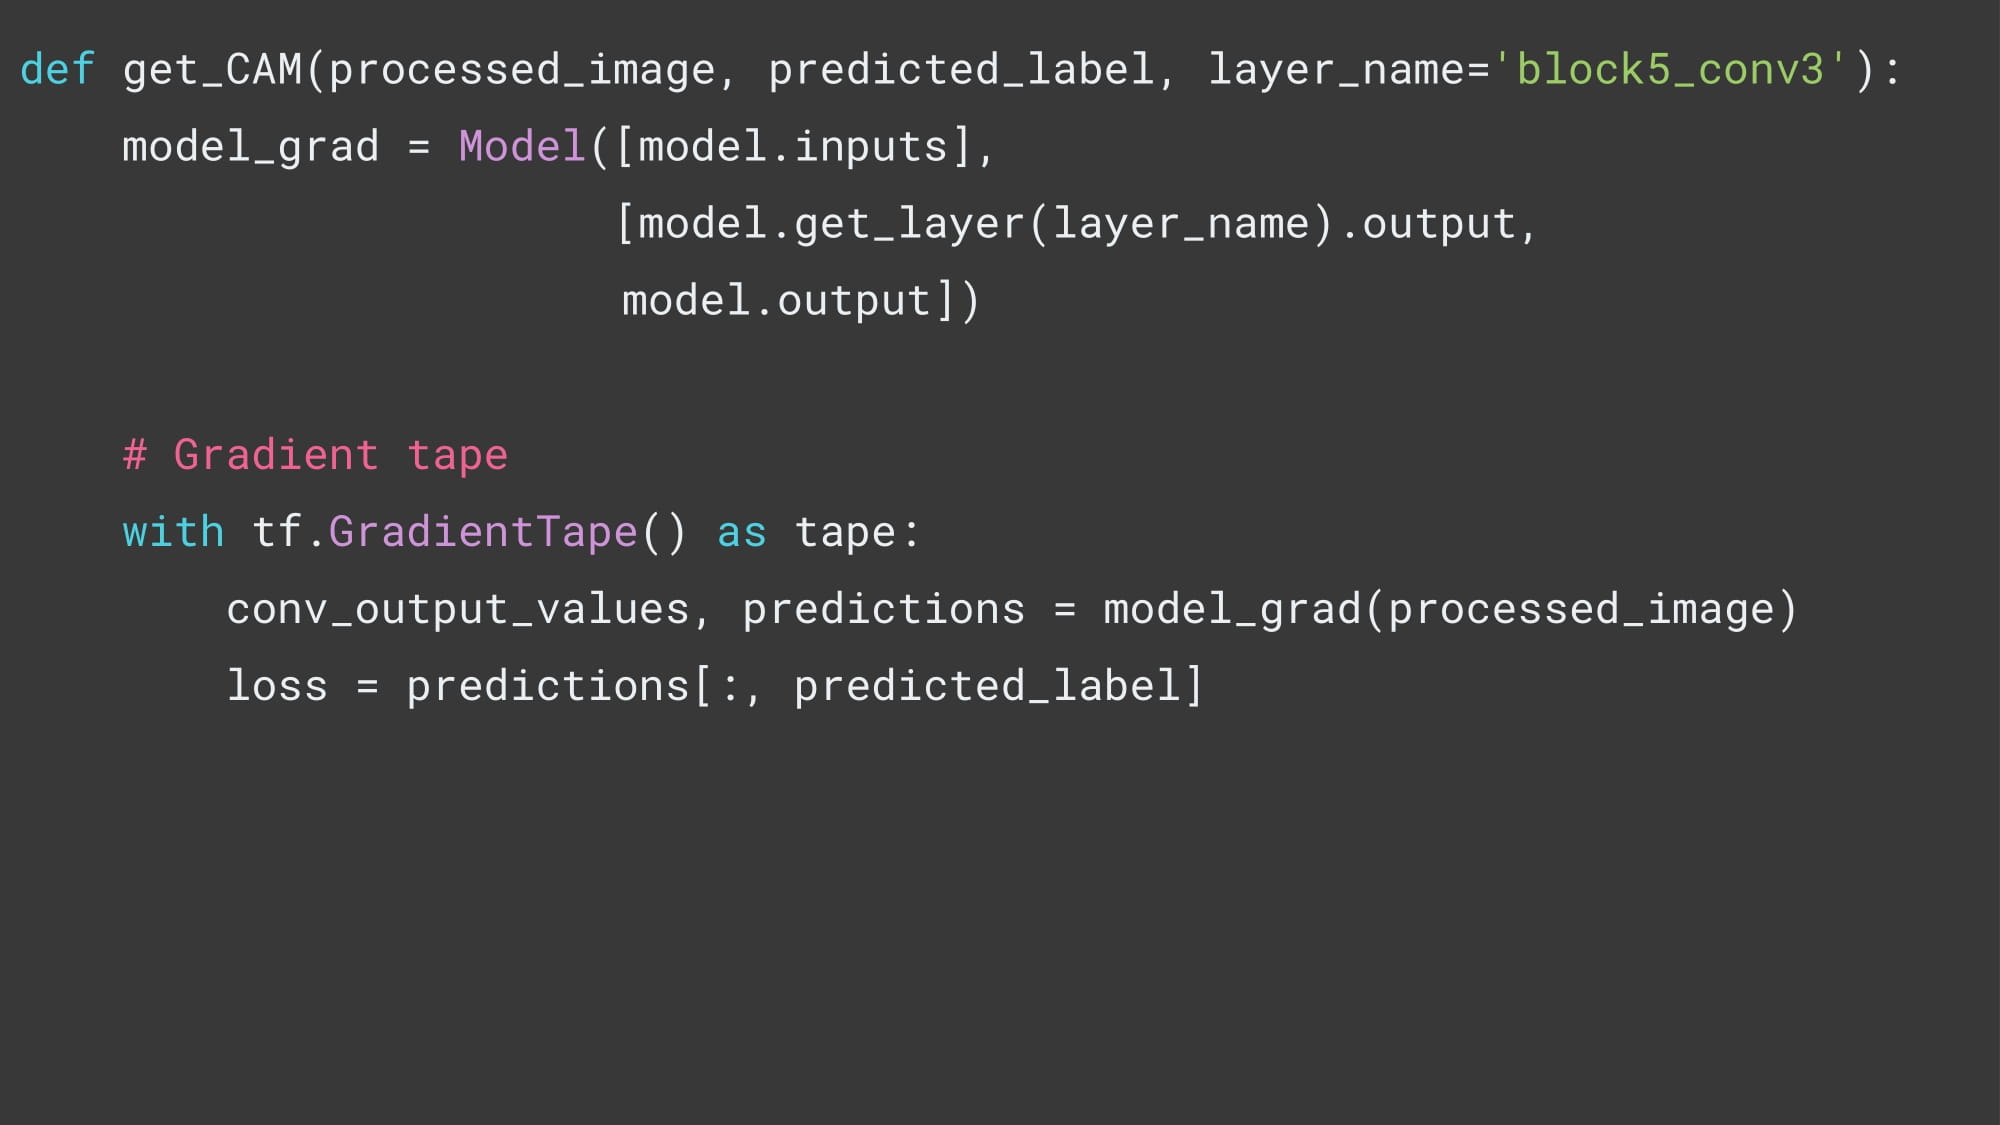 def get_CAM(processed_image, predicted_label, layer_name='block5_conv3'):
    model_grad = Model([model.inputs],
                       [model.get_layer(layer_name).output,
                       model.output])

    # Gradient tape
    with tf.GradientTape() as tape:
        conv_output_values, predictions = model_grad(processed_image)
        loss = predictions[:, predicted_label]